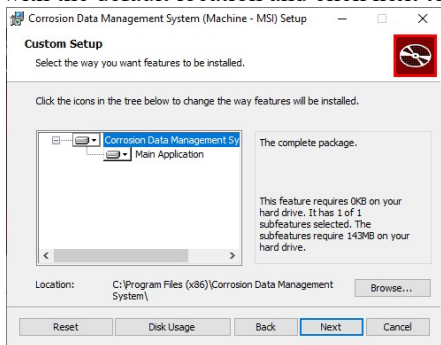 Corrosion Data Management System (Machine - MSI) Setup
Custom Setup
Select the way you want features to be installed.
Click the icons in the tree below to change the way features will be installed.
Corrosion Data Management Sy
Main Application
The complete package.
This feature requires 0KB on your
hard drive. It has 1 of 1
subfeatures selected. The
subfeatures require 143MB on your
hard drive.
Location:
C:\Program Files (x86)\Corrosion Data Management
System\
Browse...
Reset
Disk Usage
Back
Next
Cancel